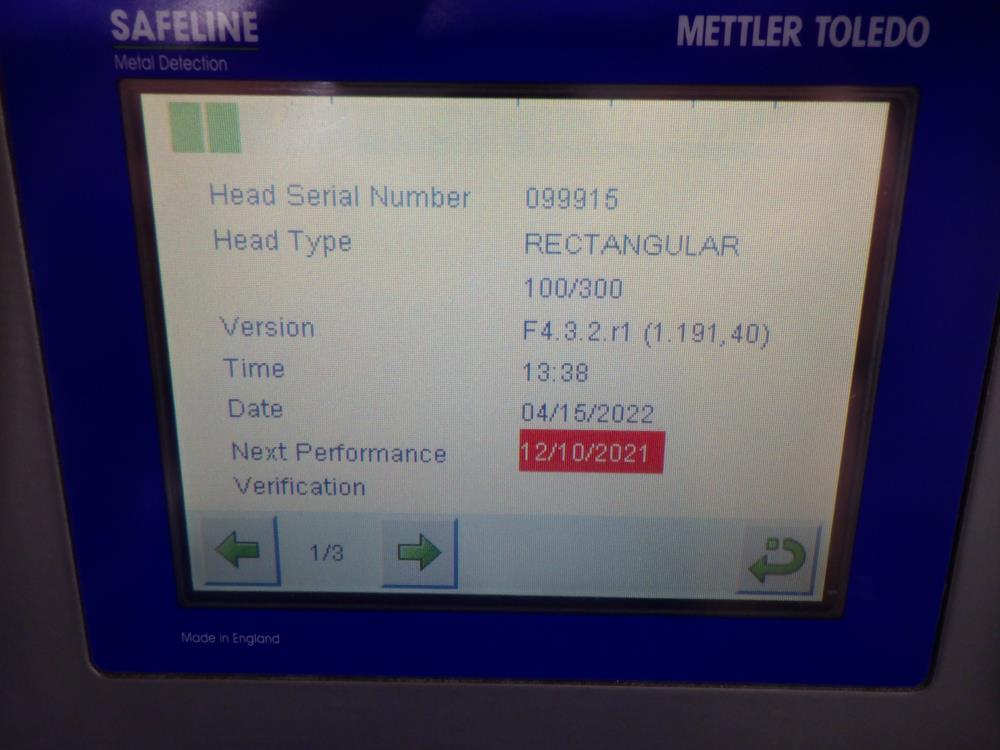 SAFELINE METTLER TOLEDO
Metal Detection
Head Serial Number 099915
Head Type RECTANGULAR
100/300
Version F4.3.2.r1 (1.191,40)
Time 13:38
Date 04/15/2022
Next Performance 12/10/2021
Verification
1/3
Made in England